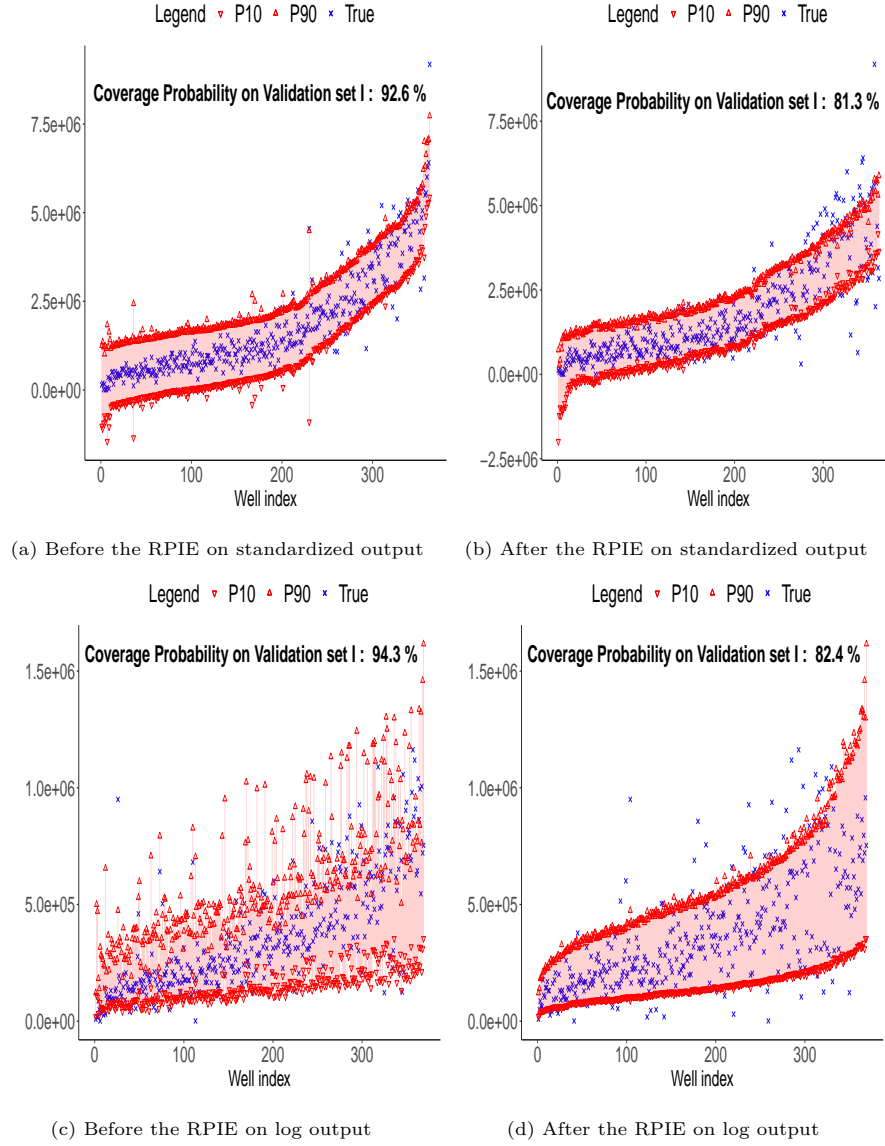 Legend P10 P90 True
Legend P10 P90 True
Coverage Probability on Validation set I : 92.6 %
7.5e+06
5.0e+06
2.5e+06
0.0e+00
0 100 200 300
Well index
Coverage Probability on Validation set I : 81.3 %
7.5e+06
5.0e+06
2.5e+06
0.0e+00
−2.5e+06
0 100 200 300
Well index
(a) Before the RPIE on standardized output
(b) After the RPIE on standardized output
Legend P10 P90 True
Legend P10 P90 True
Coverage Probability on Validation set I : 94.3 %
1.5e+06
1.0e+06
5.0e+05
0.0e+00
0 100 200 300
Well index
Coverage Probability on Validation set I : 82.4 %
1.5e+06
1.0e+06
5.0e+05
0.0e+00
0 100 200 300
Well index
(c) Before the RPIE on log output
(d) After the RPIE on log output